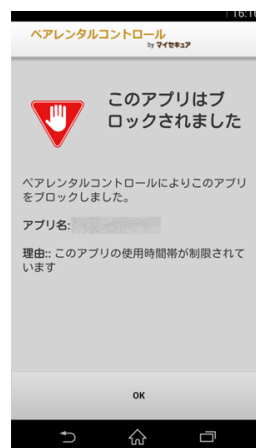 16:16
ペアレンタルコントロール
by マイセキュア
このアプリはブ
ロックされました
ペアレンタルコントロールによりこのアプリ
をブロックしました。
アプリ名:
理由:: このアプリの使用時間帯が制限されて
います
OK